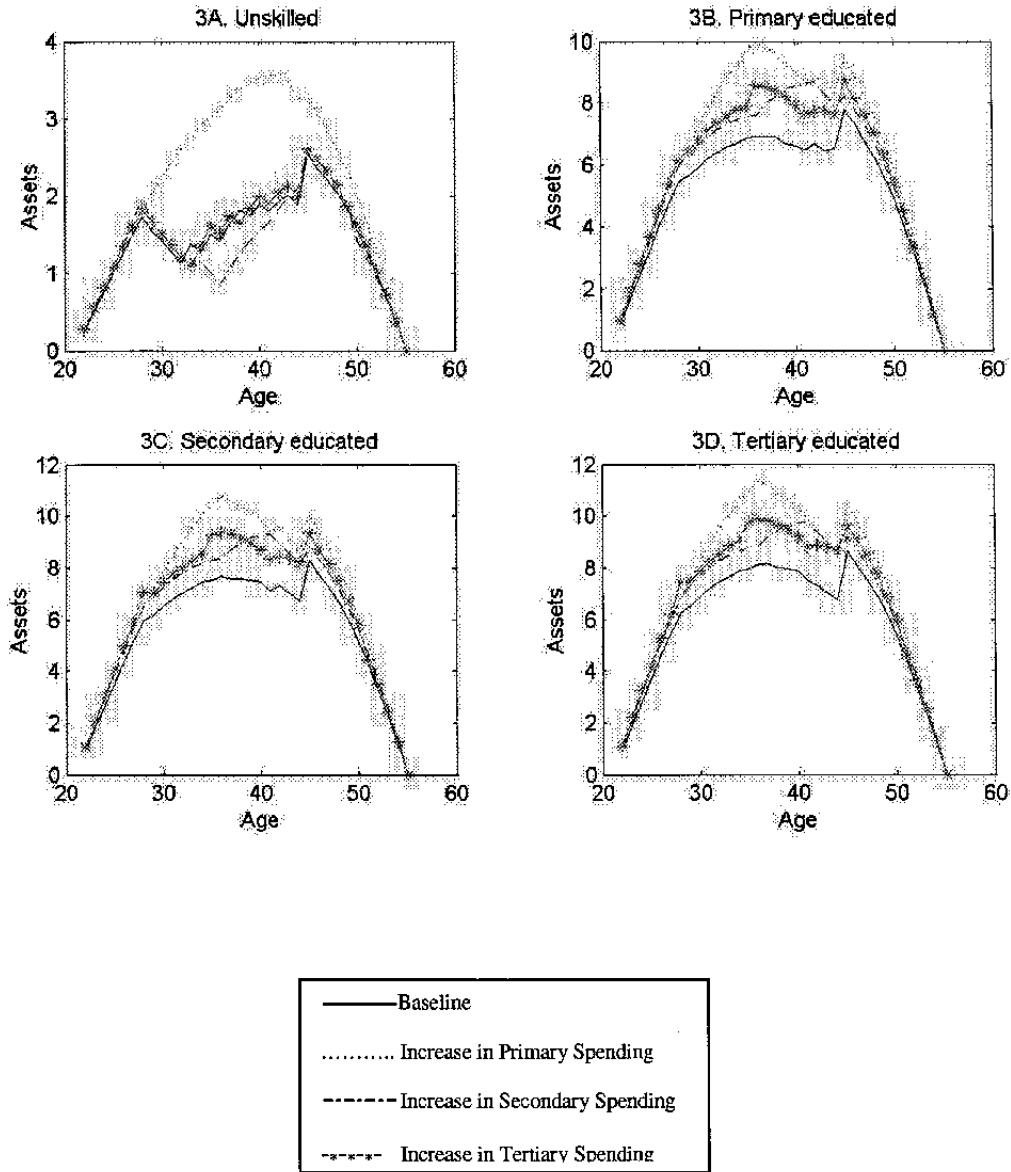 3A. Unskilled
4
3
2
1
0
Assets
20 30 40 50 60
Age
3B. Primary educated
10
8
6
4
2
0
Assets
20 30 40 50 60
Age
3C. Secondary educated
12
10
8
6
4
2
0
Assets
20 30 40 50 60
Age
3D. Tertiary educated
12
10
8
6
4
2
0
Assets
20 30 40 50 60
Age
Baseline
Increase in Primary Spending
Increase in Secondary Spending
Increase in Tertiary Spending